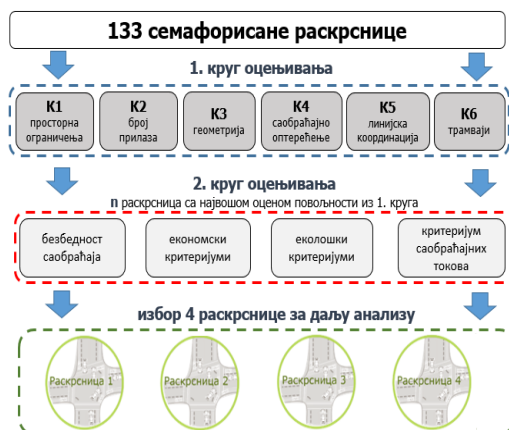 133 семафорисане раскрснице
1. круг оцењивања
К1
просторна
ограничења
К2
број
прилаза
К3
геометрија
К4
саобраћајно
оптерећење
К5
линијска
координација
К6
трамваји
2. круг оцењивања
n раскрсница са највошом оценом повољности из 1. круга
безбедност
саобраћаја
економски
критеријуми
еколошки
критеријуми
критеријум
саобраћајних
токова
избор 4 раскрснице за даљу анализу
Раскрсница 1
Раскрсница 2
Раскрсница 3
Раскрсница 4